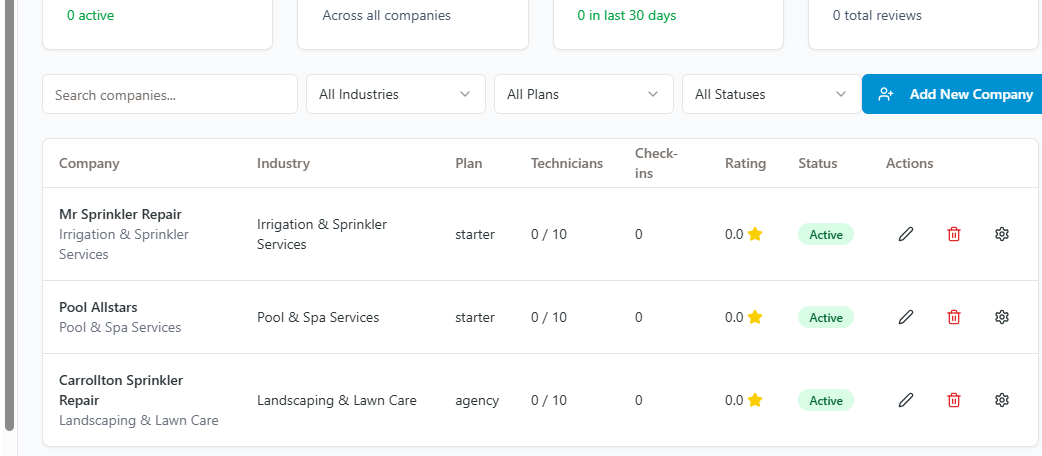 0 active
Across all companies
0 in last 30 days
0 total reviews
Search companies...
All Industries
All Plans
All Statuses
Add New Company
Company
Industry
Plan
Technicians
Check-
ins
Rating
Status
Actions
Mr Sprinkler Repair
Irrigation & Sprinkler
Services
Irrigation & Sprinkler
Services
starter
0 / 10
0
0.0
Active
Pool Allstars
Pool & Spa Services
Pool & Spa Services
starter
0 / 10
0
0.0
Active
Carrollton Sprinkler
Repair
Landscaping & Lawn Care
Landscaping & Lawn Care
agency
0 / 10
0
0.0
Active